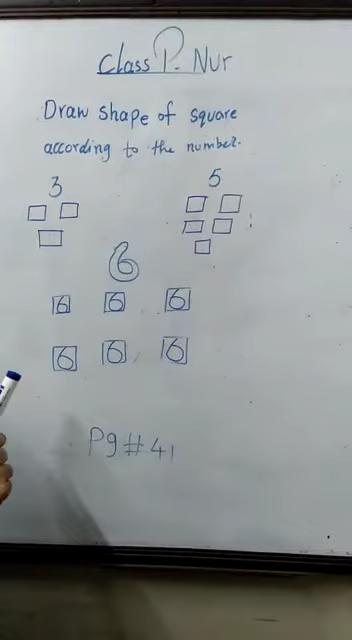 Class P. Nur
Draw shape of square
according to the number.
3 5
6
6 6 6
6 6 6
Pg # 41